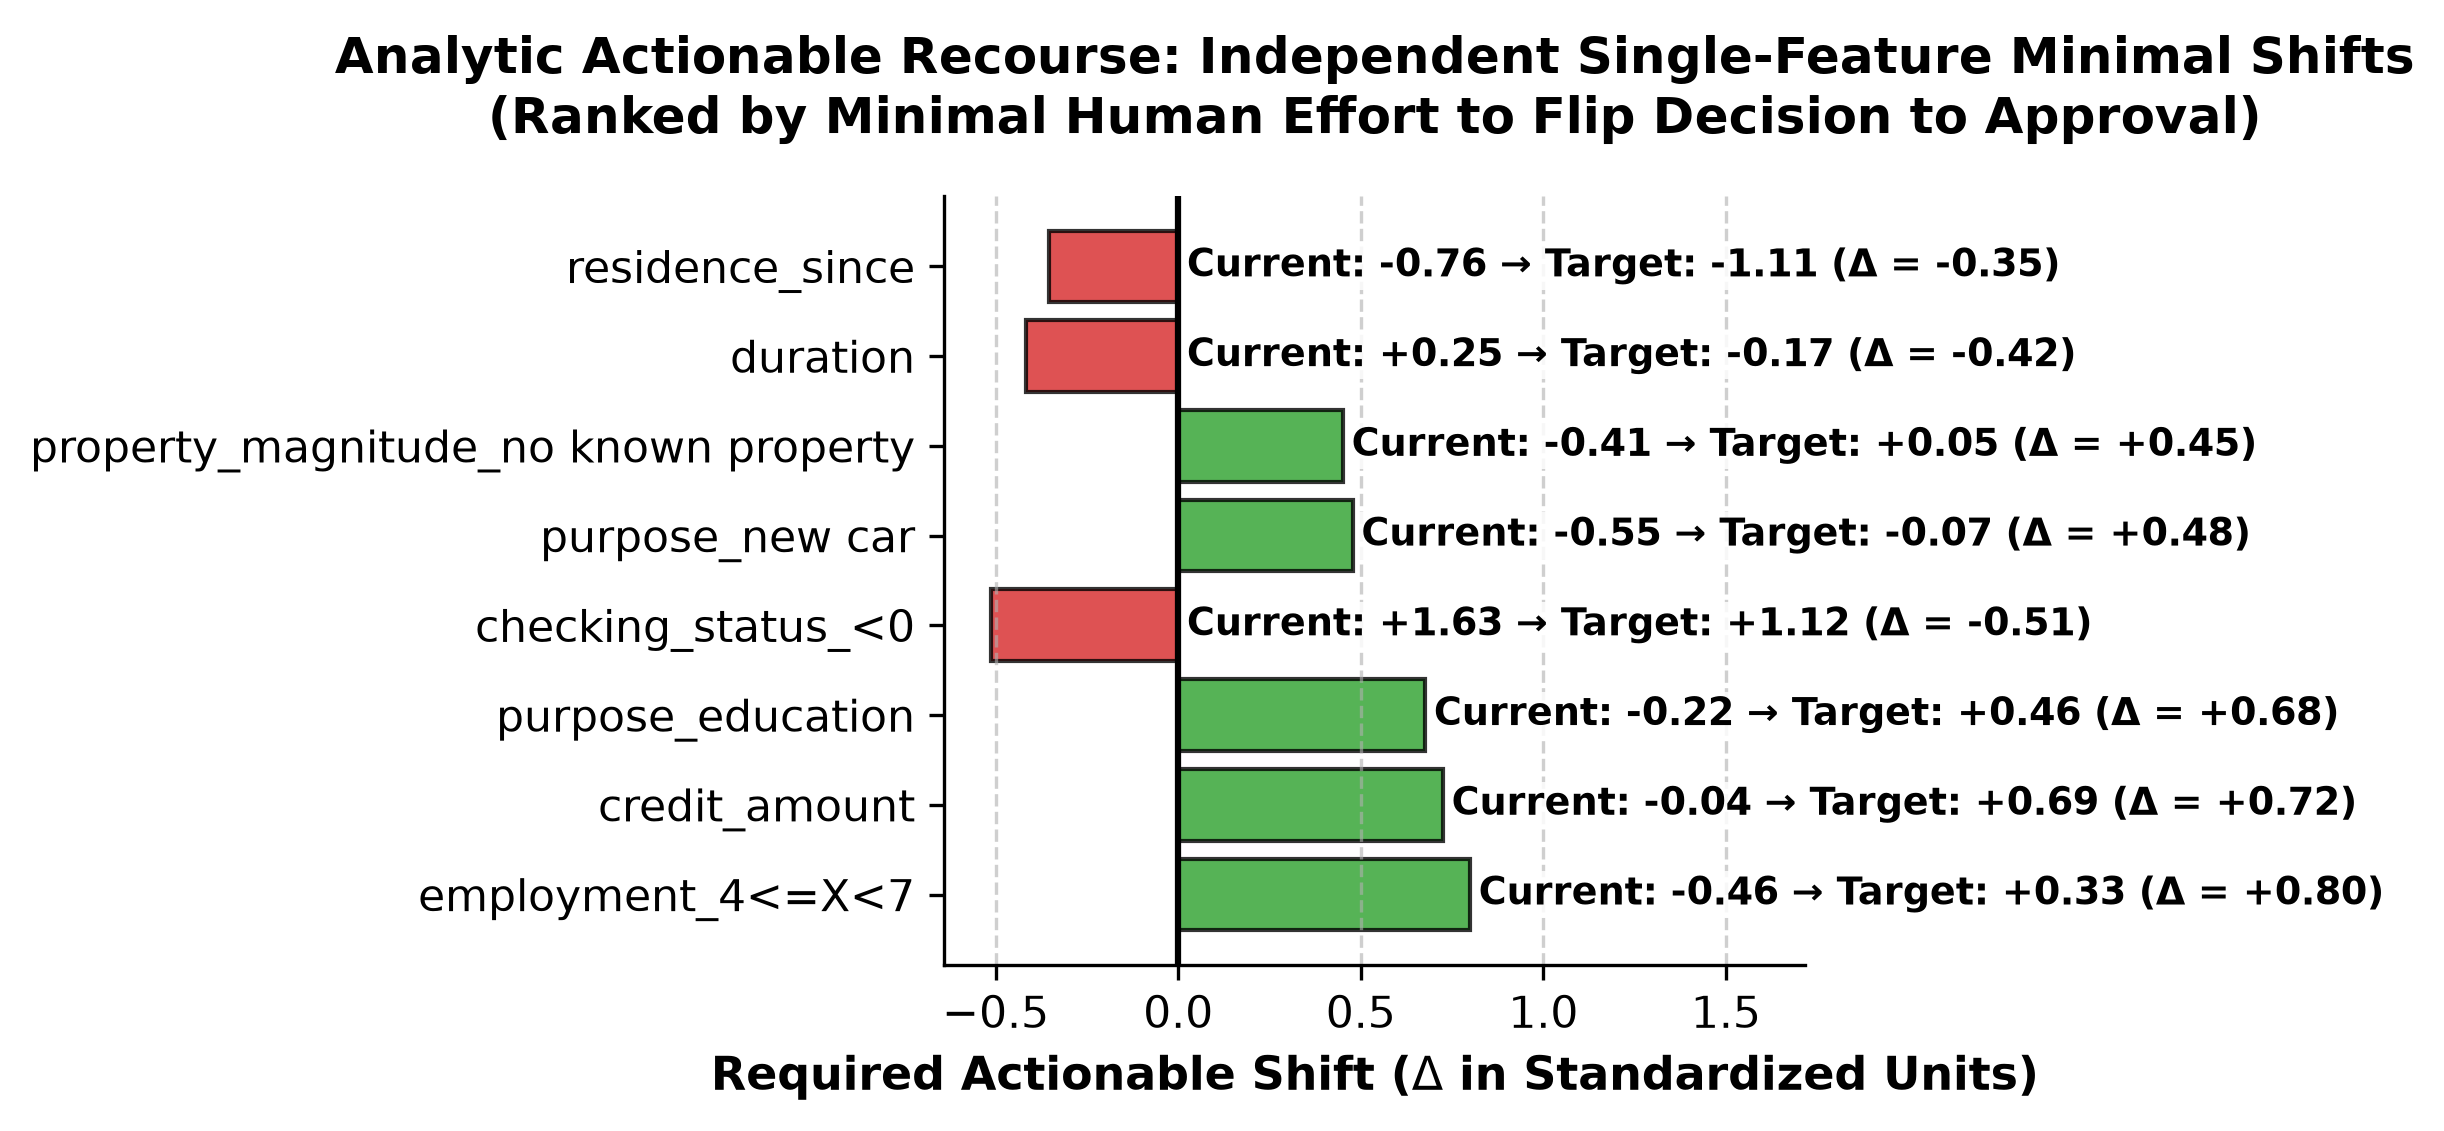 Analytic Actionable Recourse: Independent Single-Feature Minimal Shifts
(Ranked by Minimal Human Effort to Flip Decision to Approval)
residence_since Current: -0.76 → Target: -1.11 (Δ = -0.35)
duration Current: +0.25 → Target: -0.17 (Δ = -0.42)
property_magnitude_no known property Current: -0.41 → Target: +0.05 (Δ = +0.45)
purpose_new car Current: -0.55 → Target: -0.07 (Δ = +0.48)
checking_status_<0 Current: +1.63 → Target: +1.12 (Δ = -0.51)
purpose_education Current: -0.22 → Target: +0.46 (Δ = +0.68)
credit_amount Current: -0.04 → Target: +0.69 (Δ = +0.72)
employment_4<=X<7 Current: -0.46 → Target: +0.33 (Δ = +0.80)
−0.5 0.0 0.5 1.0 1.5
Required Actionable Shift (Δ in Standardized Units)